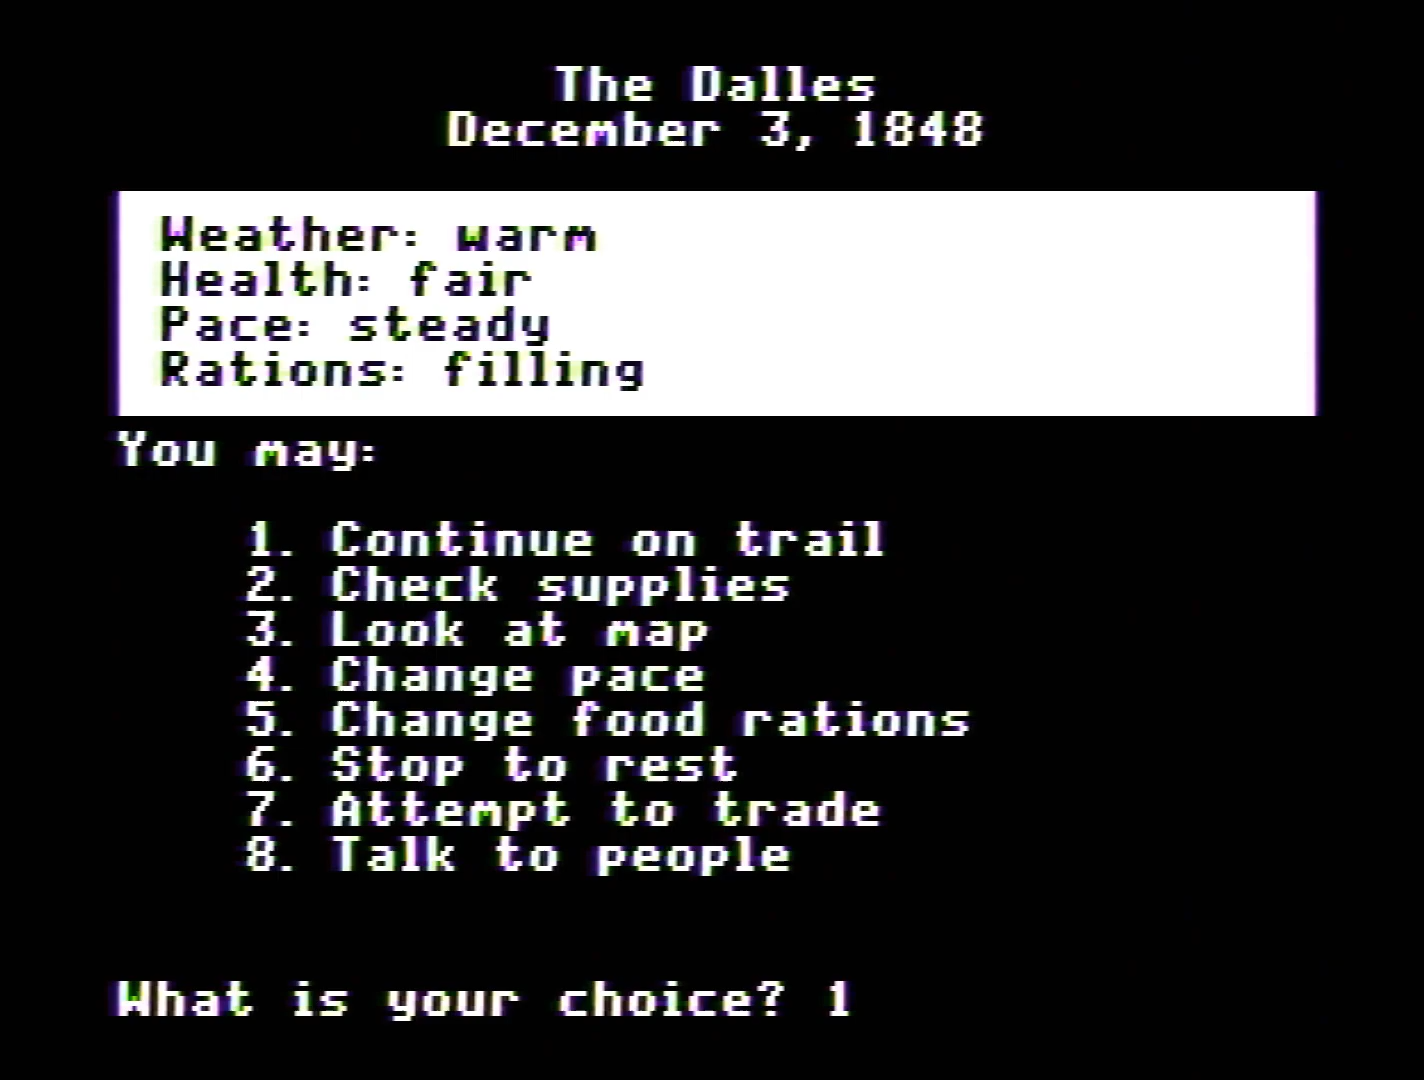 The Dalles
December 3, 1848
Weather: warm
Health: fair
Pace: steady
Rations: filling
You may:
1. Continue on trail
2. Check supplies
3. Look at map
4. Change pace
5. Change food rations
6. Stop to rest
7. Attempt to trade
8. Talk to people
What is your choice? 1